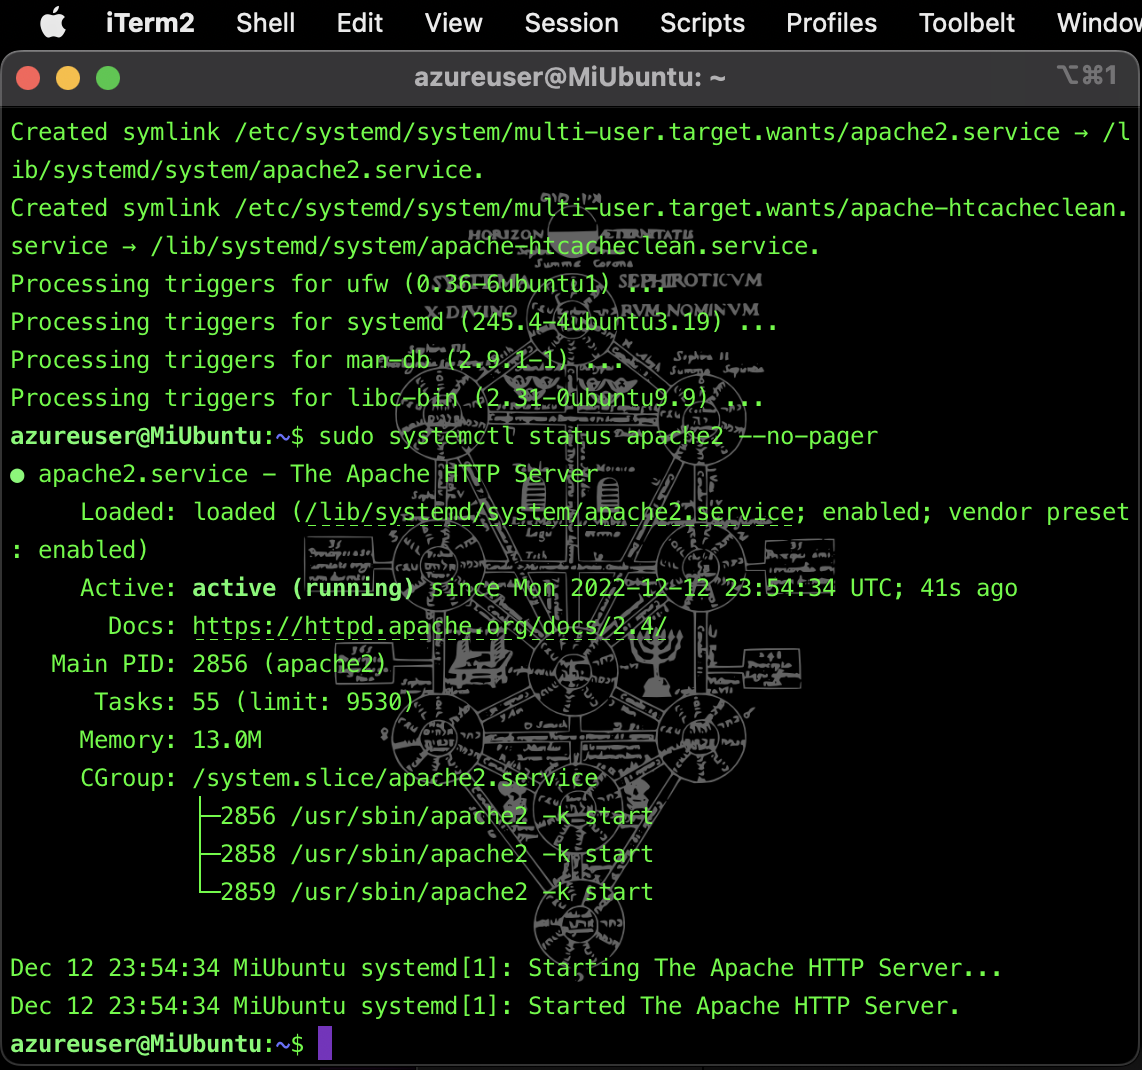 iTerm2 Shell Edit View Session Scripts Profiles Toolbelt Window
azureuser@MiUbuntu: ~ ⌥⌘1
Created symlink /etc/systemd/system/multi-user.target.wants/apache2.service → /l
ib/systemd/system/apache2.service.
Created symlink /etc/systemd/system/multi-user.target.wants/apache-htcacheclean.
service → /lib/systemd/system/apache-htcacheclean.service.
Processing triggers for ufw (0.36-6ubuntu1) ...
Processing triggers for systemd (245.4-4ubuntu3.19) ...
Processing triggers for man-db (2.9.1-1) ...
Processing triggers for libc-bin (2.31-0ubuntu9.9) ...
azureuser@MiUbuntu:~$ sudo systemctl status apache2 --no-pager
● apache2.service - The Apache HTTP Server
Loaded: loaded (/lib/systemd/system/apache2.service; enabled; vendor preset
: enabled)
Active: active (running) since Mon 2022-12-12 23:54:34 UTC; 41s ago
Docs: https://httpd.apache.org/docs/2.4/
Main PID: 2856 (apache2)
Tasks: 55 (limit: 9530)
Memory: 13.0M
CGroup: /system.slice/apache2.service
├─2856 /usr/sbin/apache2 -k start
├─2858 /usr/sbin/apache2 -k start
└─2859 /usr/sbin/apache2 -k start
Dec 12 23:54:34 MiUbuntu systemd[1]: Starting The Apache HTTP Server...
Dec 12 23:54:34 MiUbuntu systemd[1]: Started The Apache HTTP Server.
azureuser@MiUbuntu:~$
HORIZON ETERNITATIS
Summa Corona
SYSTEMA SEPHIROTICVM
X DIVINO RVM NOMINVM